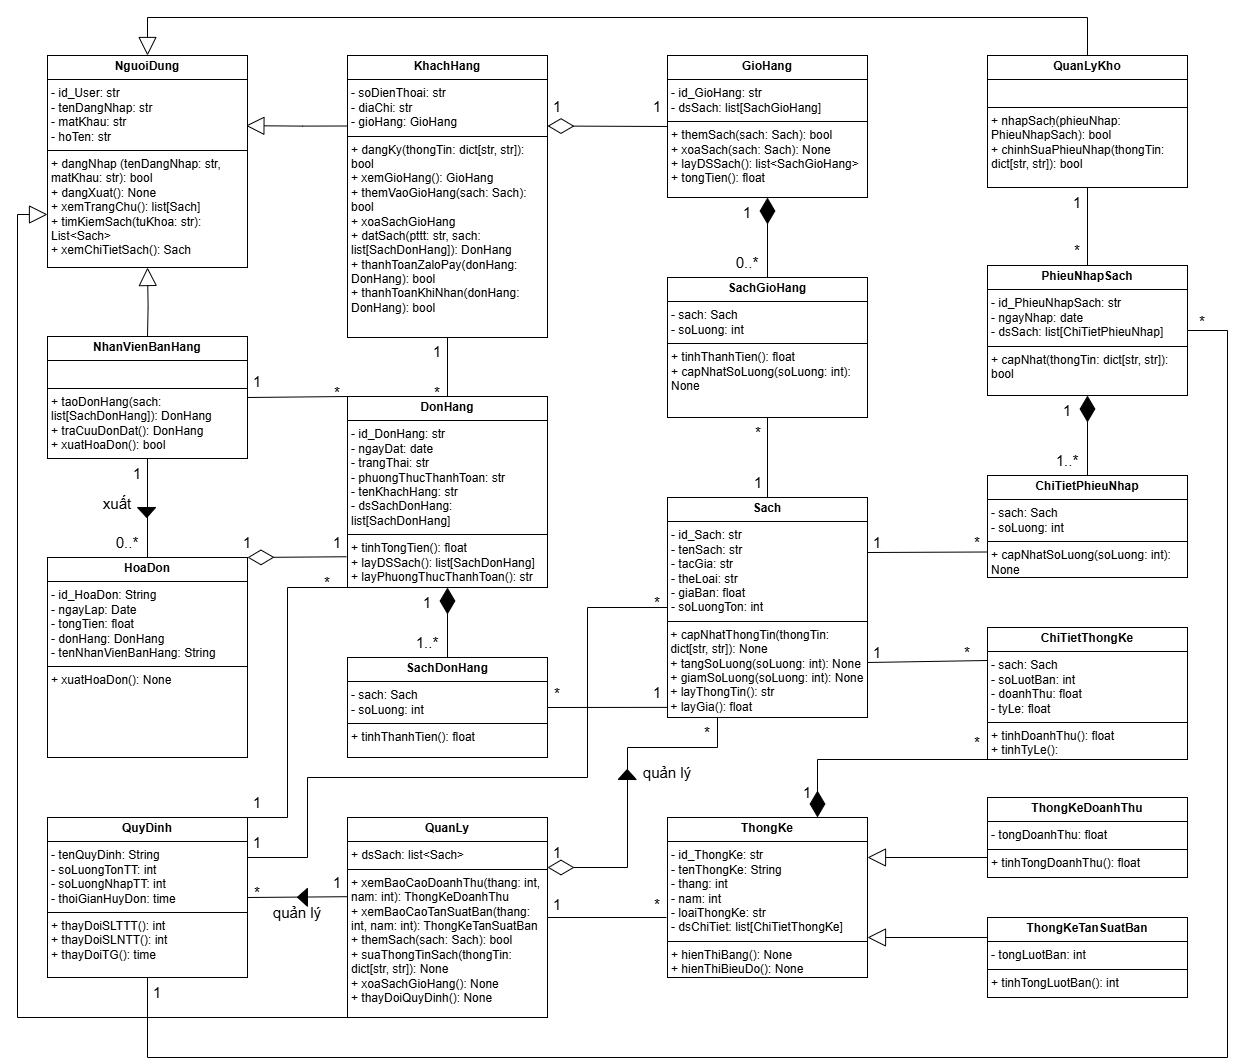 NguoiDung
- id_User: str
- tenDangNhap: str
- matKhau: str
- hoTen: str
+ dangNhap (tenDangNhap: str,
matKhau: str): bool
+ dangXuat(): None
+ xemTrangChu(): list[Sach]
+ timKiemSach(tuKhoa: str):
List<Sach>
+ xemChiTietSach(): Sach
KhachHang
- soDienThoai: str
- diaChi: str
- gioHang: GioHang
+ dangKy(thongTin: dict[str, str]):
bool
+ xemGioHang(): GioHang
+ themVaoGioHang(sach: Sach):
bool
+ xoaSachGioHang
+ datSach(pttt: str, sach:
list[SachDonHang]): DonHang
+ thanhToanZaloPay(donHang:
DonHang): bool
+ thanhToanKhiNhan(donHang:
DonHang): bool
1
1
GioHang
- id_GioHang: str
- dsSach: list[SachGioHang]
+ themSach(sach: Sach): bool
+ xoaSach(sach: Sach): None
+ layDSSach(): list<SachGioHang>
+ tongTien(): float
QuanLyKho
+ nhapSach(phieuNhap:
PhieuNhapSach): bool
+ chinhSuaPhieuNhap(thongTin:
dict[str, str]): bool
1
0..*
1
*
SachGioHang
- sach: Sach
- soLuong: int
+ tinhThanhTien(): float
+ capNhatSoLuong(soLuong: int):
None
PhieuNhapSach
- id_PhieuNhapSach: str
- ngayNhap: date
- dsSach: list[ChiTietPhieuNhap]
+ capNhat(thongTin: dict[str, str]):
bool
*
NhanVienBanHang
+ taoDonHang(sach:
list[SachDonHang]): DonHang
+ traCuuDonDat(): DonHang
+ xuatHoaDon(): bool
1
*
1
*
DonHang
- id_DonHang: str
- ngayDat: date
- trangThai: str
- phuongThucThanhToan: str
- tenKhachHang: str
- dsSachDonHang:
list[SachDonHang]
+ tinhTongTien(): float
+ layDSSach(): list[SachDonHang]
+ layPhuongThucThanhToan(): str
*
1
1
1..*
1
xuất
0..*
1
1
*
HoaDon
- id_HoaDon: String
- ngayLap: Date
- tongTien: float
- donHang: DonHang
- tenNhanVienBanHang: String
+ xuatHoaDon(): None
Sach
- id_Sach: str
- tenSach: str
- tacGia: str
- theLoai: str
- giaBan: float
- soLuongTon: int
+ capNhatThongTin(thongTin:
dict[str, str]): None
+ tangSoLuong(soLuong: int): None
+ giamSoLuong(soLuong: int): None
+ layThongTin(): str
+ layGia(): float
1
*
ChiTietPhieuNhap
- sach: Sach
- soLuong: int
+ capNhatSoLuong(soLuong: int):
None
1
1..*
*
SachDonHang
- sach: Sach
- soLuong: int
+ tinhThanhTien(): float
*
1
1
*
ChiTietThongKe
- sach: Sach
- soLuotBan: int
- doanhThu: float
- tyLe: float
+ tinhDoanhThu(): float
+ tinhTyLe():
*
quản lý
*
1
1
1
QuyDinh
- tenQuyDinh: String
- soLuongTonTT: int
- soLuongNhapTT: int
- thoiGianHuyDon: time
+ thayDoiSLTTT(): int
+ thayDoiSLNTT(): int
+ thayDoiTG(): time
*
quản lý
1
1
QuanLy
+ dsSach: list<Sach>
+ xemBaoCaoDoanhThu(thang: int,
nam: int): ThongKeDoanhThu
+ xemBaoCaoTanSuatBan(thang:
int, nam: int): ThongKeTanSuatBan
+ themSach(sach: Sach): bool
+ suaThongTinSach(thongTin:
dict[str, str]): None
+ xoaSachGioHang(): None
+ thayDoiQuyDinh(): None
1
1
*
ThongKe
- id_ThongKe: str
- tenThongKe: String
- thang: int
- nam: int
- loaiThongKe: str
- dsChiTiet: list[ChiTietThongKe]
+ hienThiBang(): None
+ hienThiBieuDo(): None
ThongKeDoanhThu
- tongDoanhThu: float
+ tinhTongDoanhThu(): float
ThongKeTanSuatBan
- tongLuotBan: int
+ tinhTongLuotBan(): int